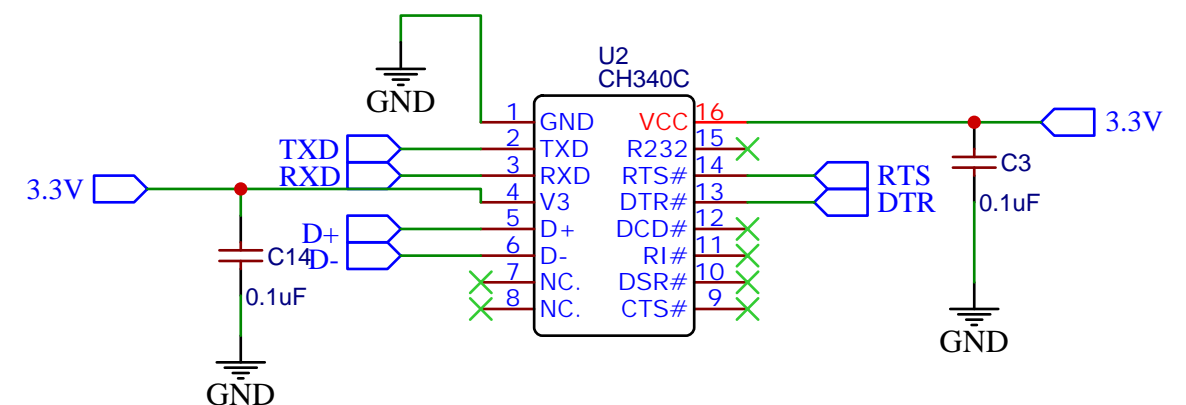 U2
CH340C
GND
1 GND
2 TXD
3 RXD
4 V3
5 D+
6 D-
7 NC.
8 NC.
VCC 16
R232 15
RTS# 14
DTR# 13
DCD# 12
RI# 11
DSR# 10
CTS# 9
TXD
RXD
3.3V
D+
D-
C14
0.1uF
GND
3.3V
RTS
DTR
C3
0.1uF
GND